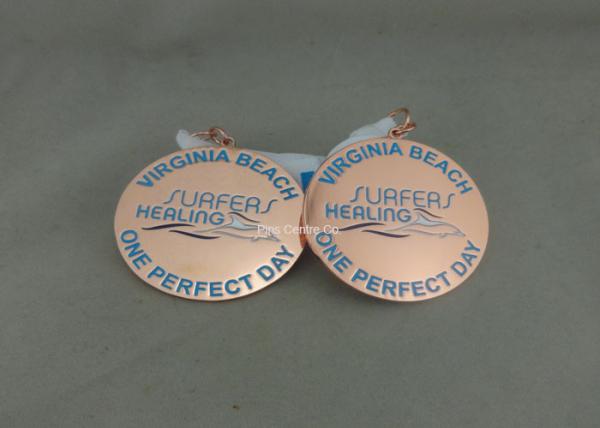 VIRGINIA BEACH
SURFERS
HEALING
ONE PERFECT DAY
VIRGINIA BEACH
SURFERS
HEALING
ONE PERFECT DAY
Pins Centre Co.